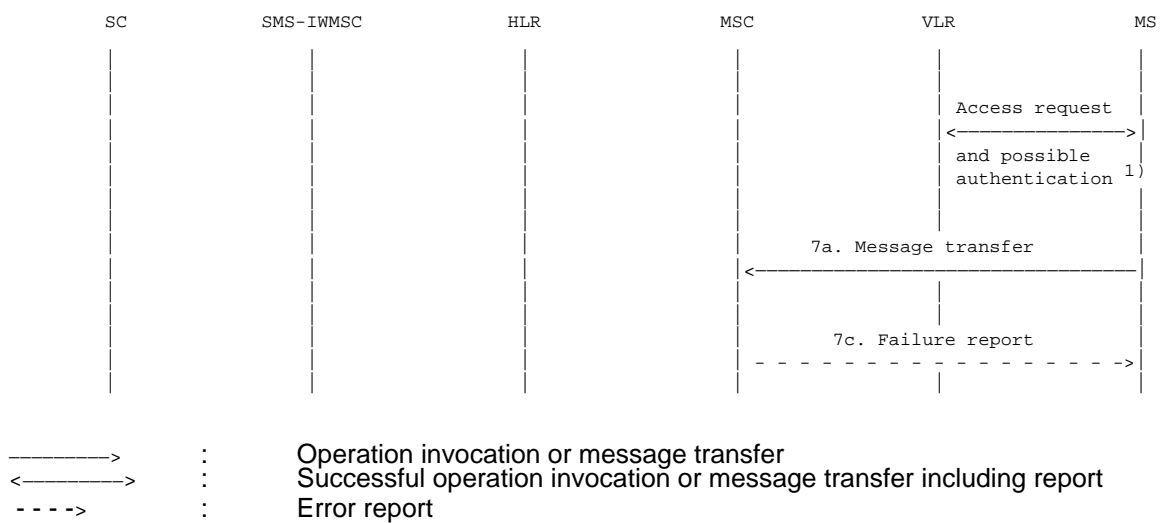 SC SMS-IWMSC HLR MSC VLR MS
Access request
and possible
authentication 1)
7a. Message transfer
7c. Failure report
: Operation invocation or message transfer
: Successful operation invocation or message transfer including report
: Error report